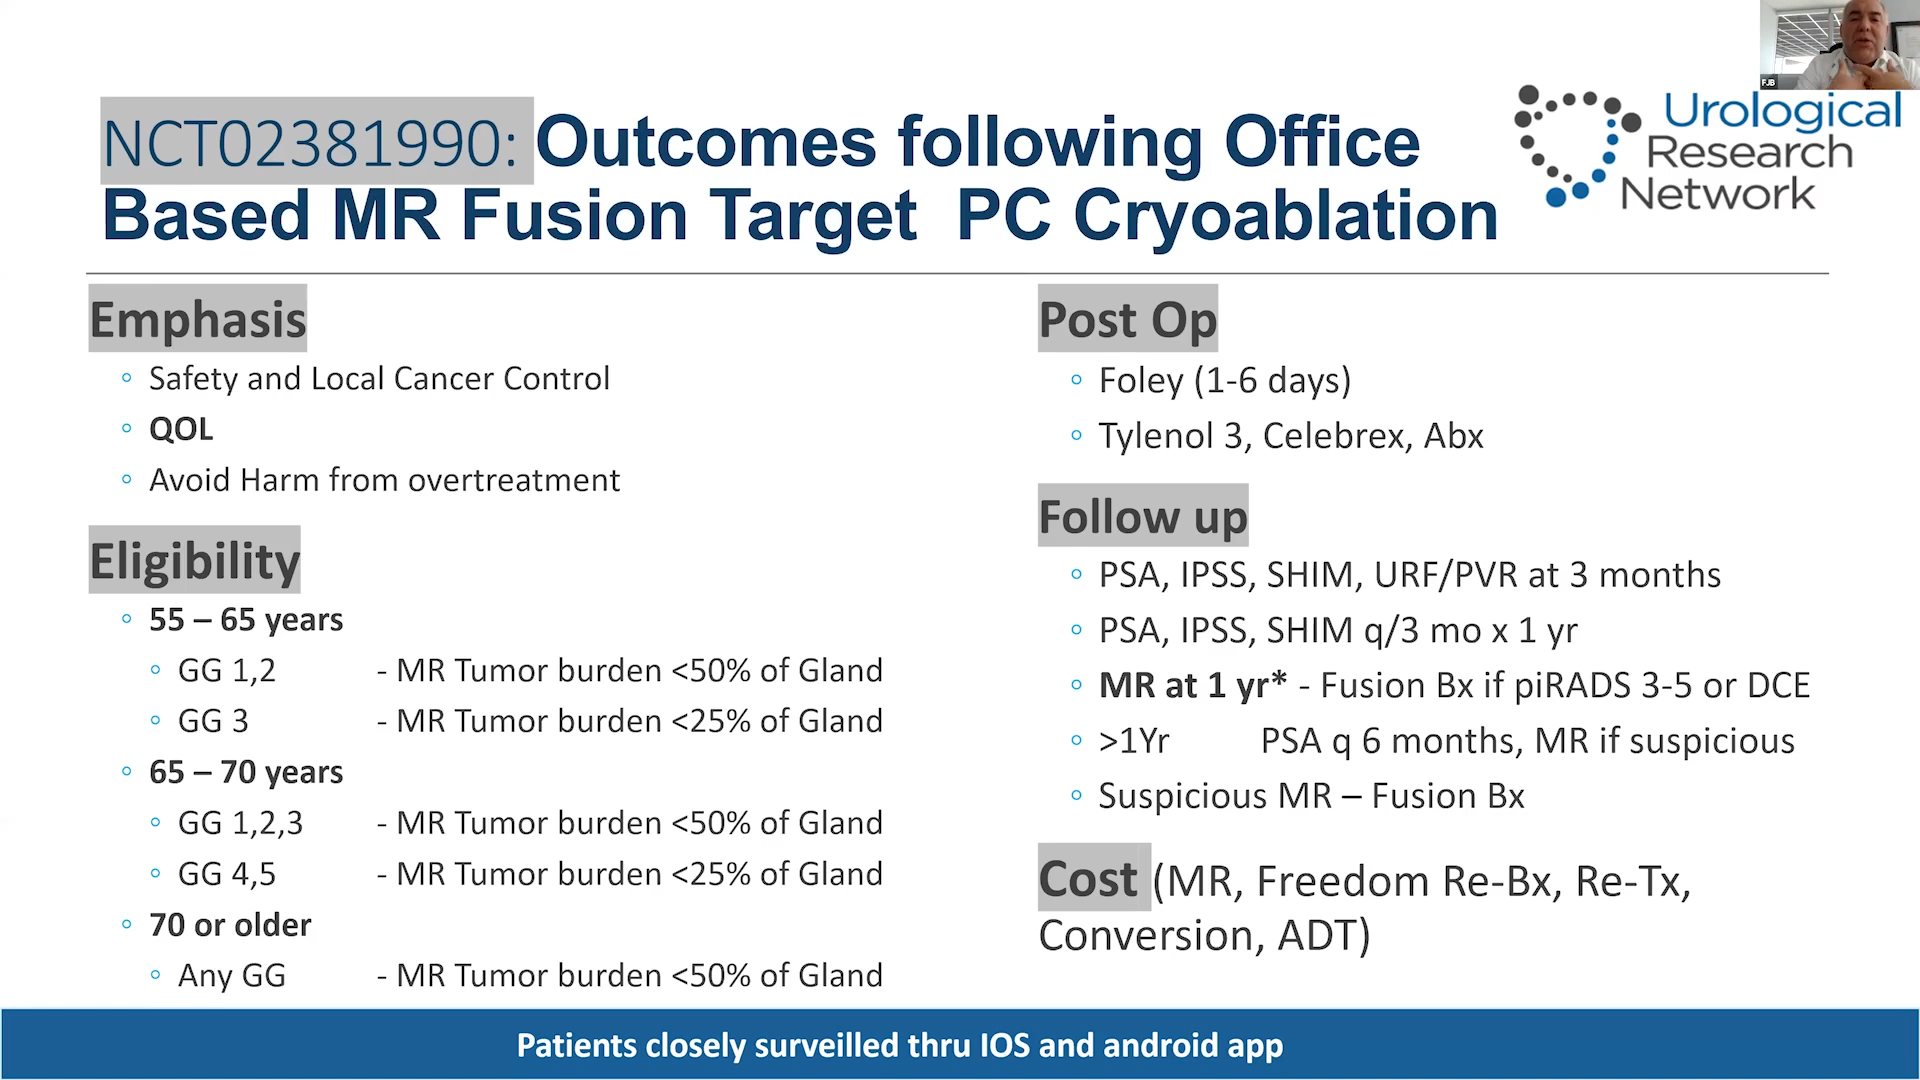 FJB
Urological
Research
Network
NCT02381990: Outcomes following Office
Based MR Fusion Target PC Cryoablation
Emphasis
Safety and Local Cancer Control
QOL
Avoid Harm from overtreatment
Eligibility
55 – 65 years
GG 1,2 - MR Tumor burden <50% of Gland
GG 3 - MR Tumor burden <25% of Gland
65 – 70 years
GG 1,2,3 - MR Tumor burden <50% of Gland
GG 4,5 - MR Tumor burden <25% of Gland
70 or older
Any GG - MR Tumor burden <50% of Gland
Post Op
Foley (1-6 days)
Tylenol 3, Celebrex, Abx
Follow up
PSA, IPSS, SHIM, URF/PVR at 3 months
PSA, IPSS, SHIM q/3 mo x 1 yr
MR at 1 yr* - Fusion Bx if piRADS 3-5 or DCE
>1Yr PSA q 6 months, MR if suspicious
Suspicious MR – Fusion Bx
Cost (MR, Freedom Re-Bx, Re-Tx,
Conversion, ADT)
Patients closely surveilled thru IOS and android app